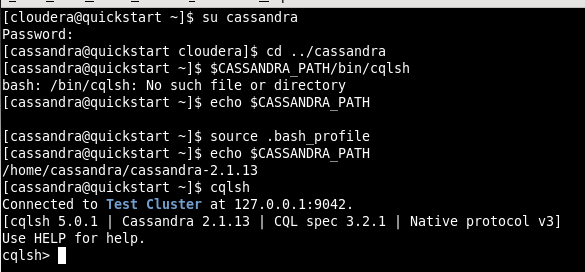 [cloudera@quickstart ~]$ su cassandra
Password:
[cassandra@quickstart cloudera]$ cd ../cassandra
[cassandra@quickstart ~]$ $CASSANDRA_PATH/bin/cqlsh
bash: /bin/cqlsh: No such file or directory
[cassandra@quickstart ~]$ echo $CASSANDRA_PATH

[cassandra@quickstart ~]$ source .bash_profile
[cassandra@quickstart ~]$ echo $CASSANDRA_PATH
/home/cassandra/cassandra-2.1.13
[cassandra@quickstart ~]$ cqlsh
Connected to Test Cluster at 127.0.0.1:9042.
[cqlsh 5.0.1 | Cassandra 2.1.13 | CQL spec 3.2.1 | Native protocol v3]
Use HELP for help.
cqlsh>